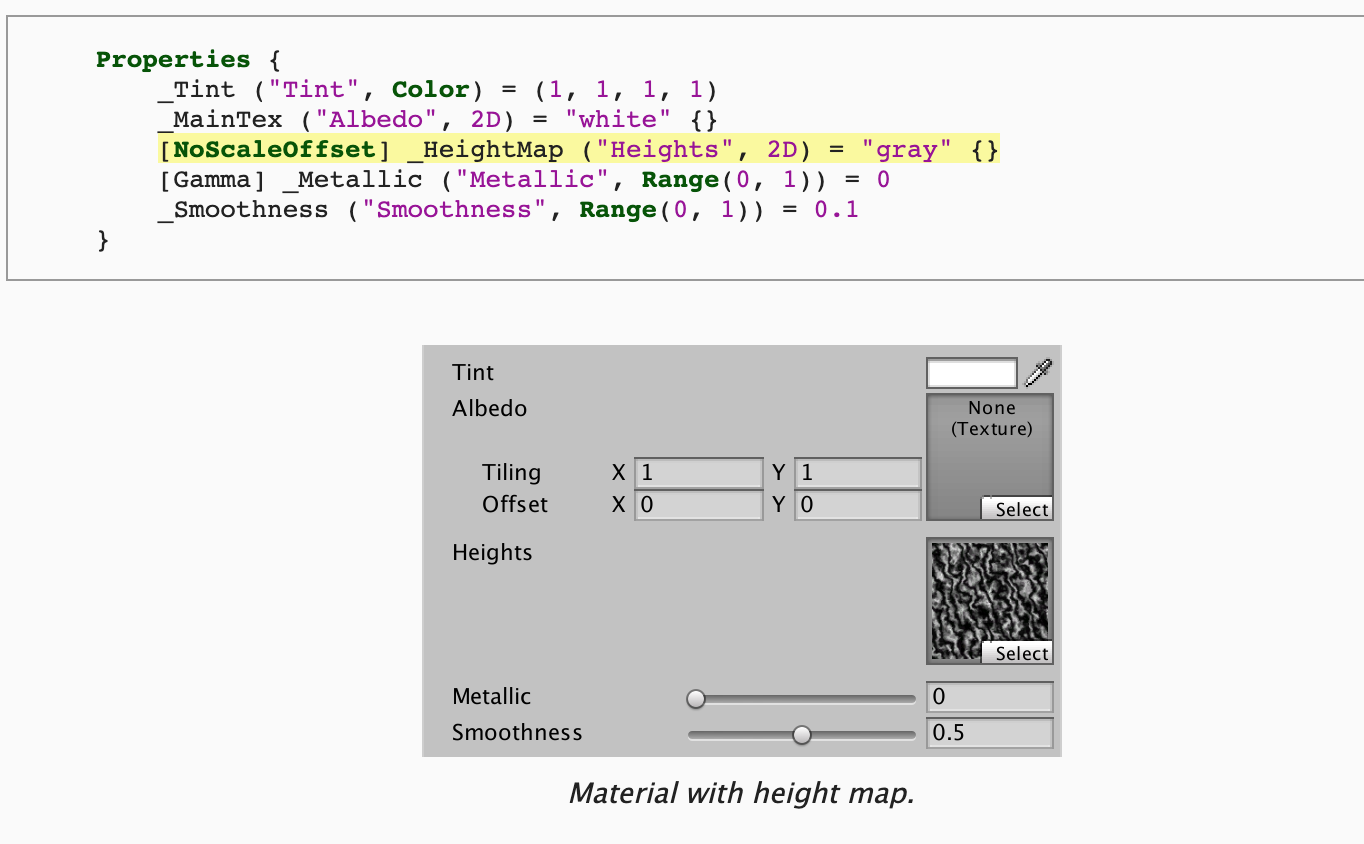 Properties {
_Tint ("Tint", Color) = (1, 1, 1, 1)
_MainTex ("Albedo", 2D) = "white" {}
[NoScaleOffset] _HeightMap ("Heights", 2D) = "gray" {}
[Gamma] _Metallic ("Metallic", Range(0, 1)) = 0
_Smoothness ("Smoothness", Range(0, 1)) = 0.1
}
Tint
Albedo
None
(Texture)
Tiling X 1 Y 1
Offset X 0 Y 0
Select
Heights
Select
Metallic 0
Smoothness 0.5
Material with height map.